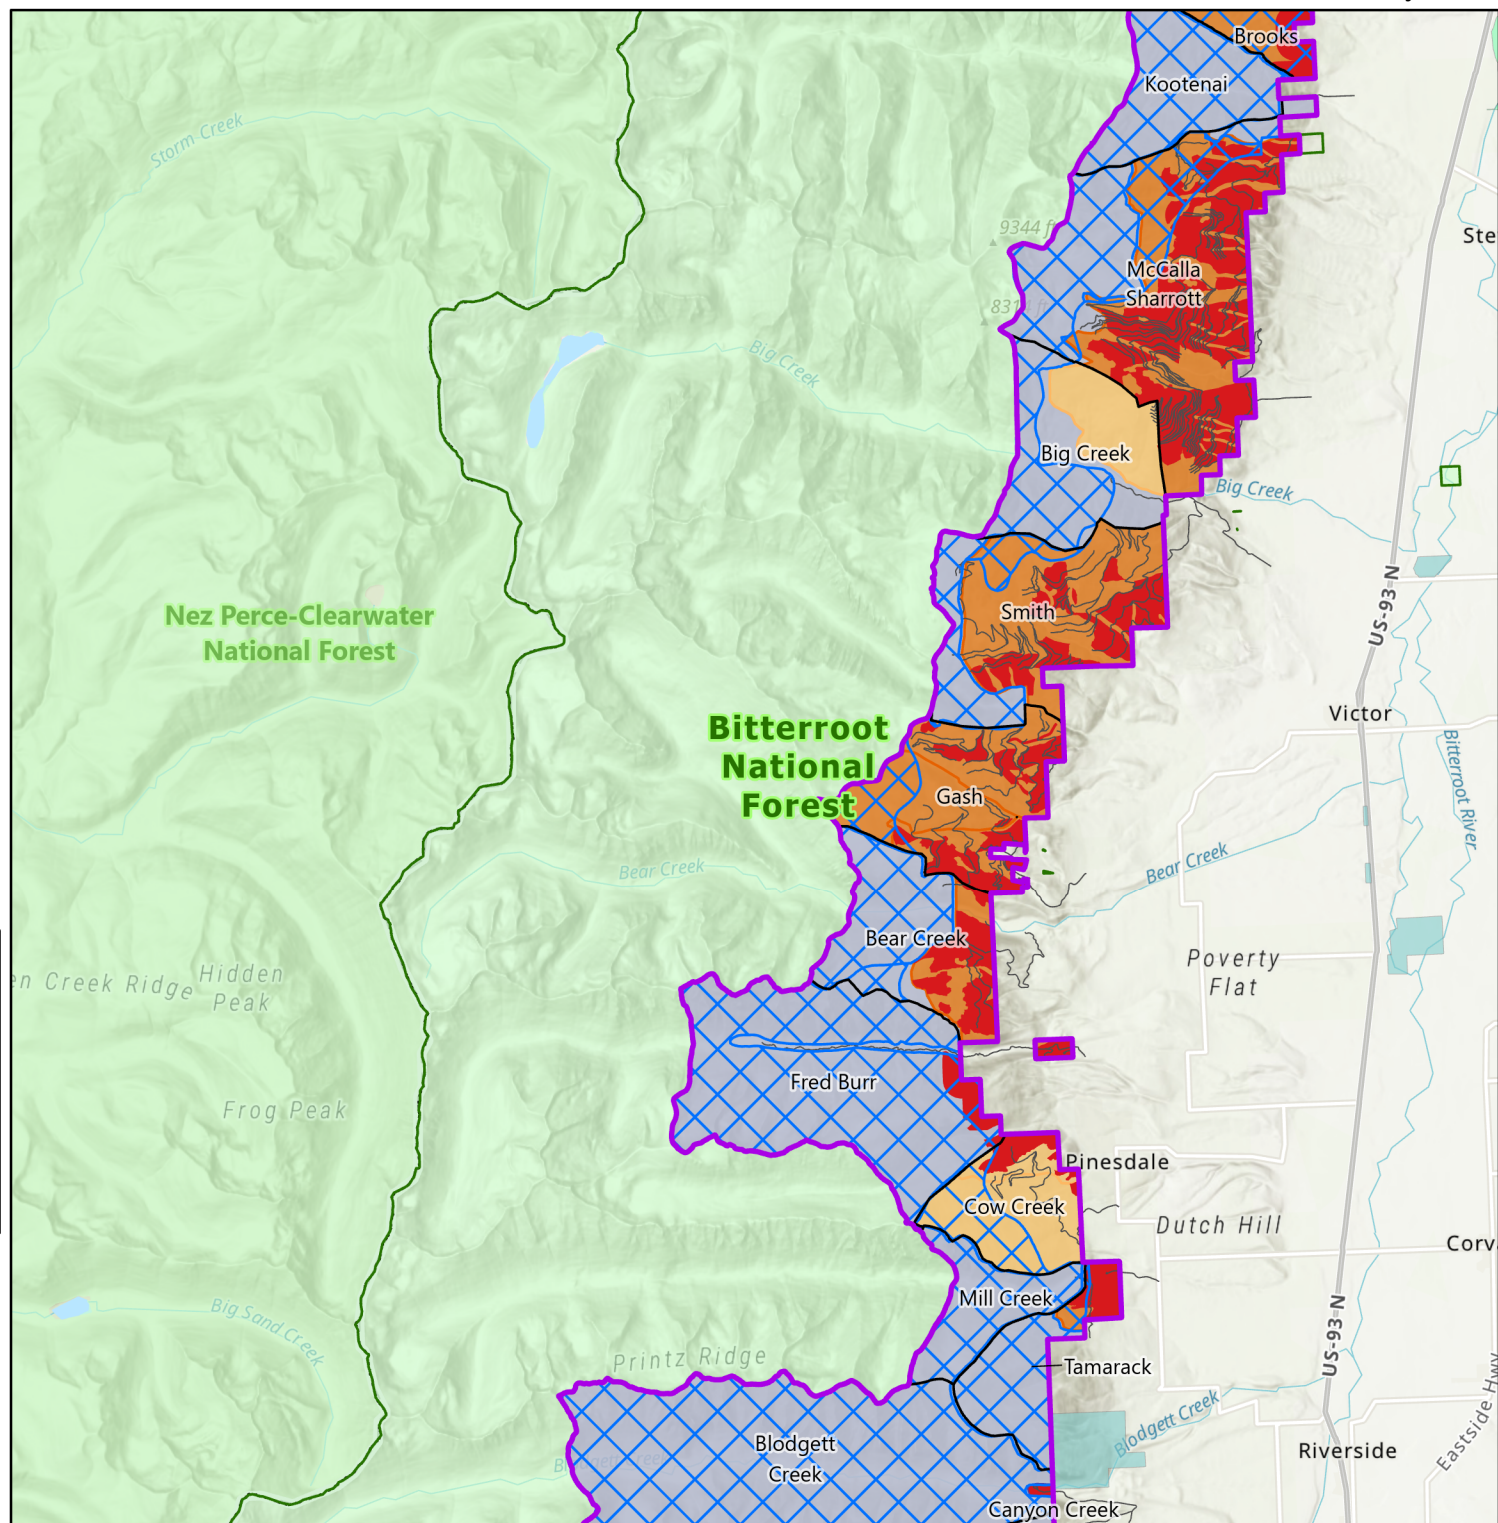 Brooks
Kootenai
Storm Creek
9344 ft
Ste
McCalla
Sharrott
Big Creek
Big Creek
Big Creek
US-93 N
Nez Perce-Clearwater
National Forest
Smith
Victor
Bitterroot
National
Forest
Bitterroot River
Gash
Bear Creek
Bear Creek
Bear Creek
Poverty
Flat
en Creek Ridge
Hidden
Peak
Fred Burr
Frog Peak
Pinesdale
Cow Creek
Dutch Hill
Corv
Mill Creek
Big Sand Creek
US-93 N
Printz Ridge
Tamarack
Eastside Hwy
Blodgett Creek
Blodgett
Creek
Riverside
Canyon Creek